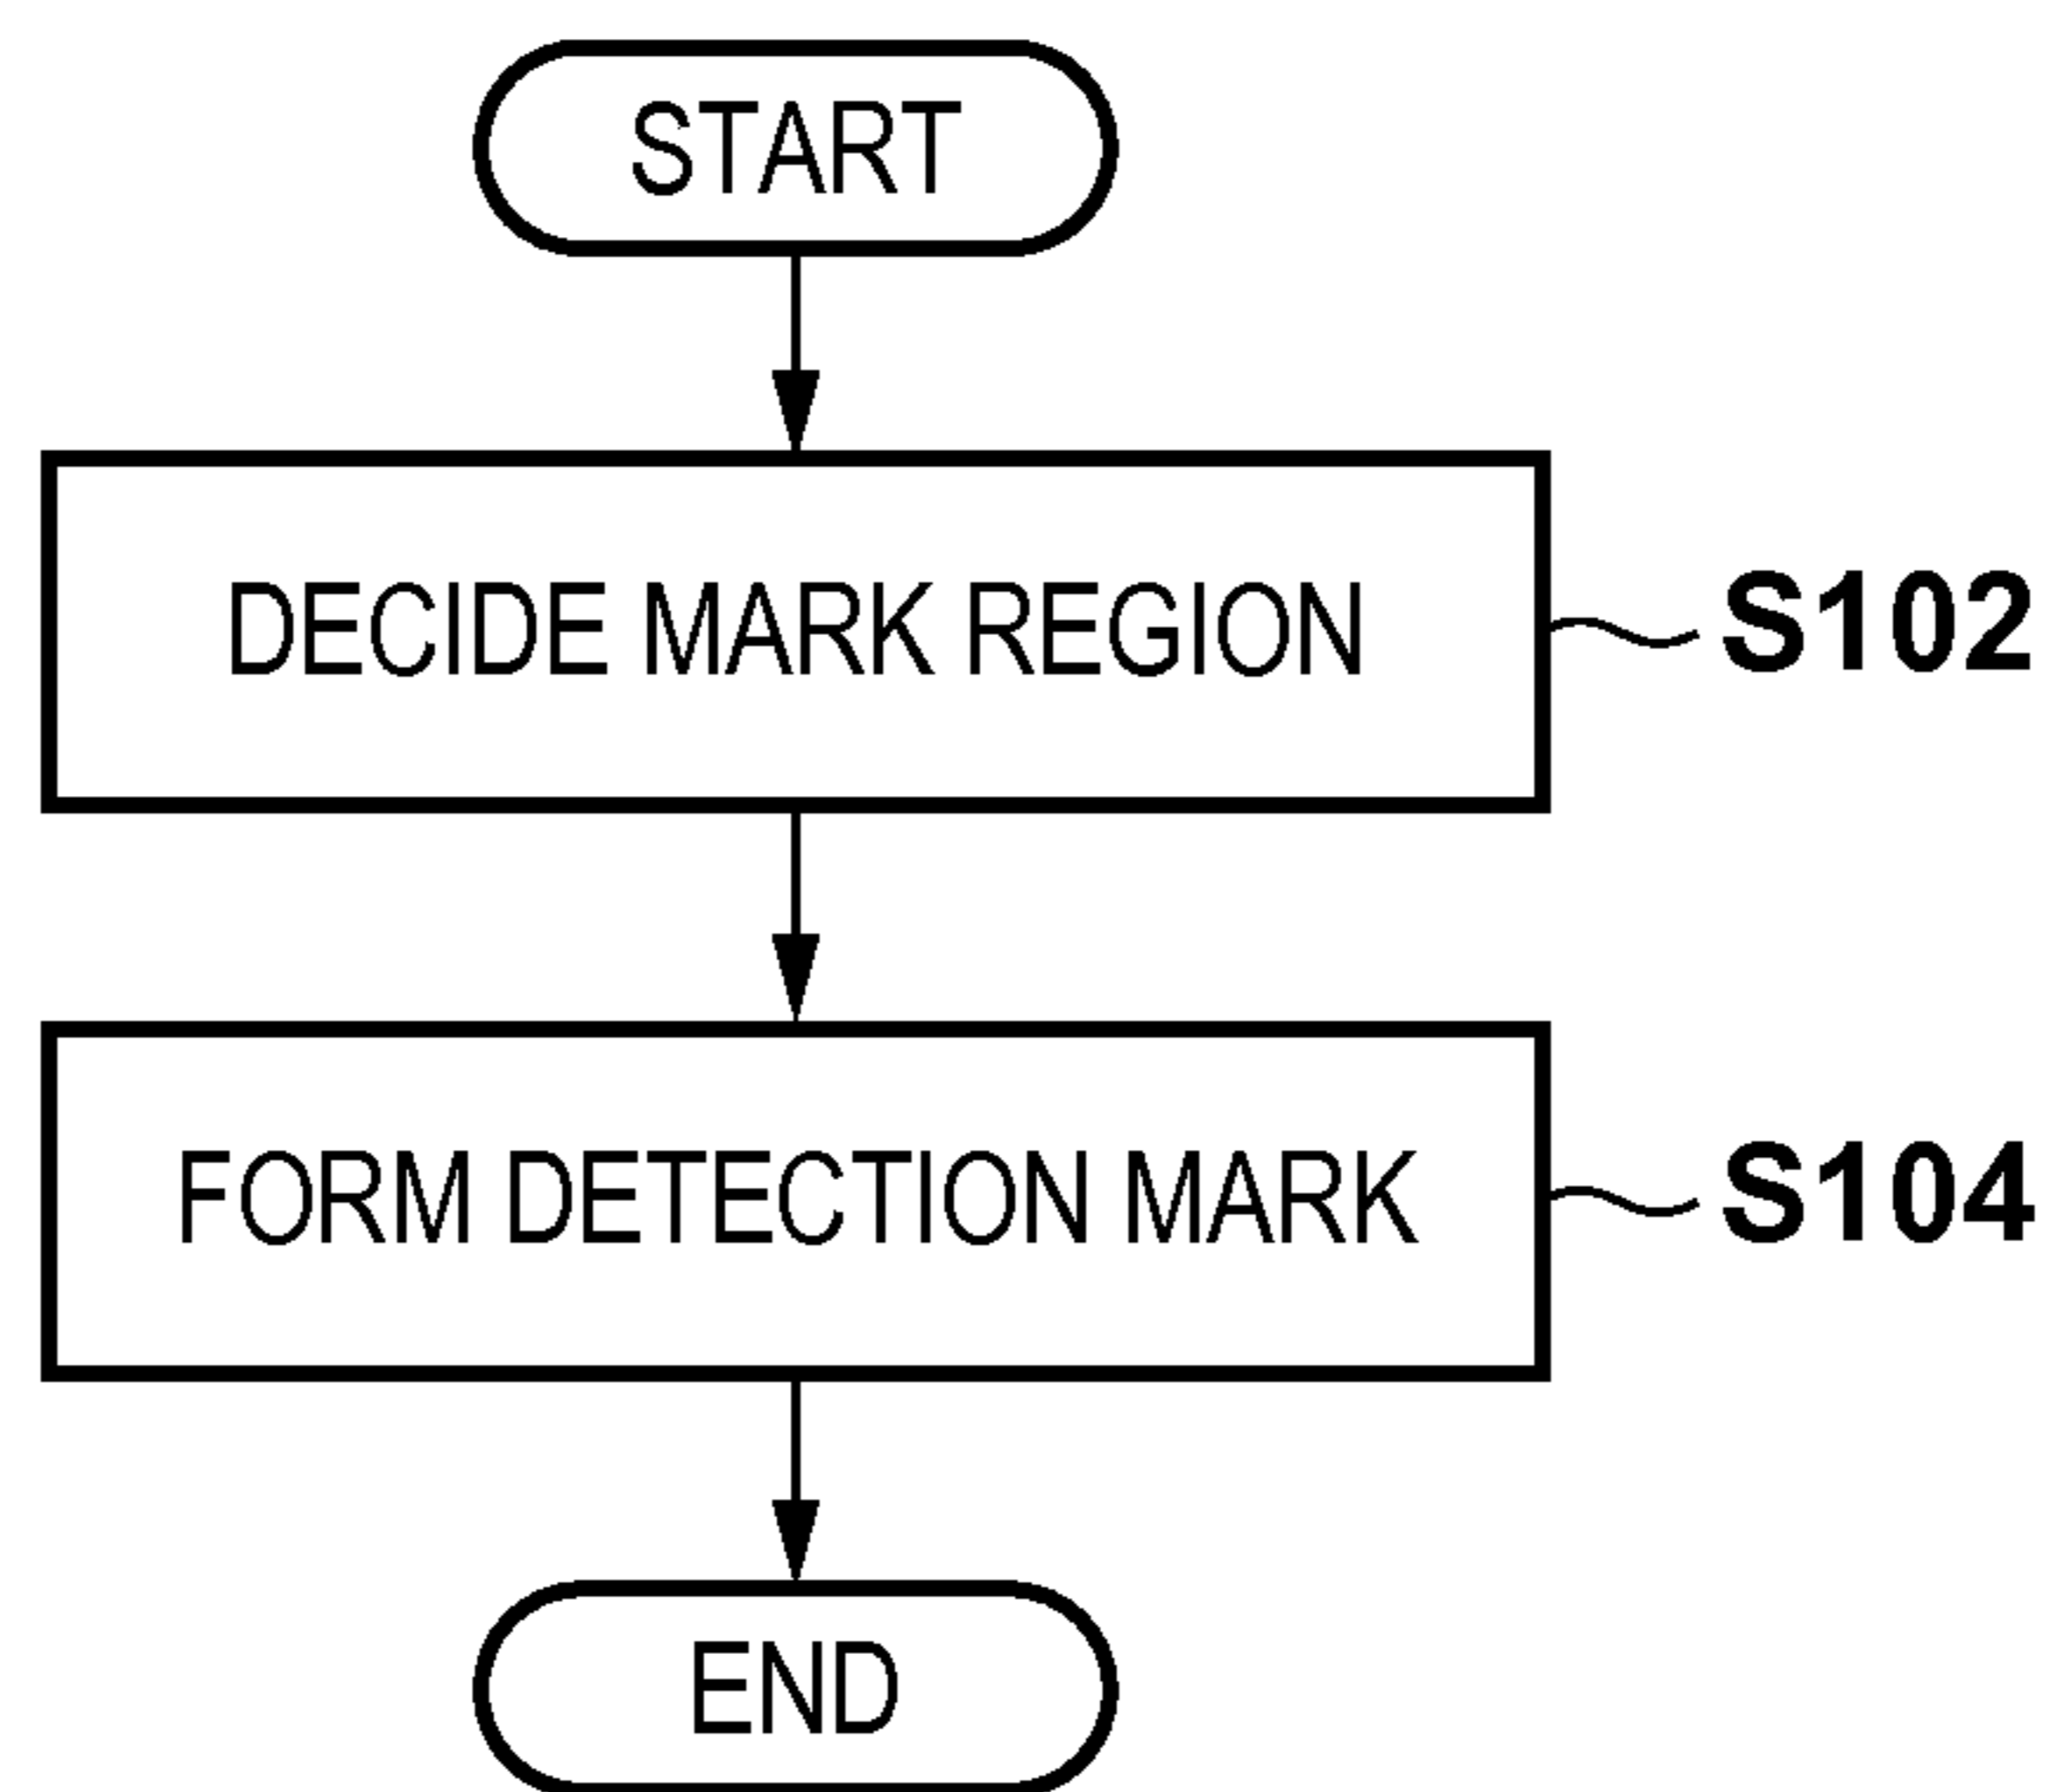 START
DECIDE MARK REGION
S102
FORM DETECTION MARK
S104
END